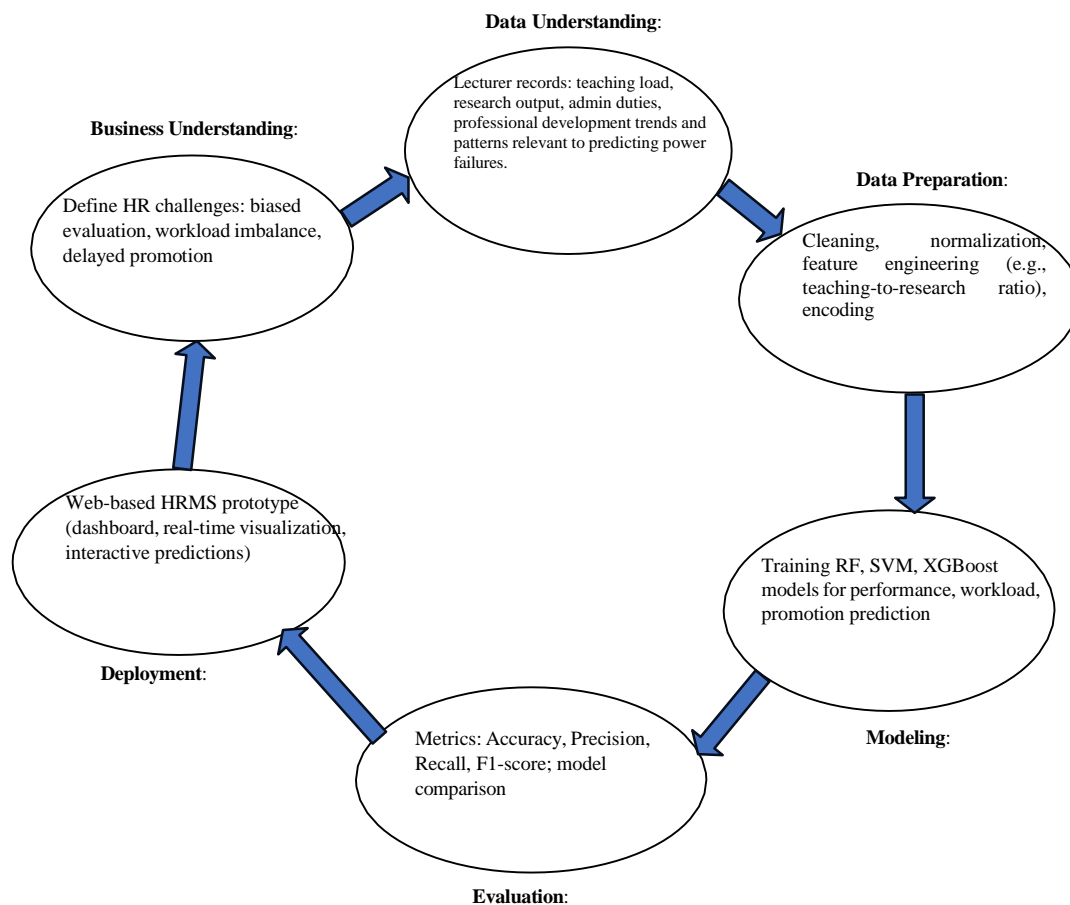 Data Understanding:
Lecturer records: teaching load,
research output, admin duties,
professional development trends and
patterns relevant to predicting power
failures.
Business Understanding:
Define HR challenges: biased
evaluation, workload imbalance,
delayed promotion
Data Preparation:
Cleaning, normalization,
feature engineering (e.g.,
teaching-to-research ratio),
encoding
Web-based HRMS prototype
(dashboard, real-time visualization,
interactive predictions)
Deployment:
Training RF, SVM, XGBoost
models for performance, workload,
promotion prediction
Modeling:
Metrics: Accuracy, Precision,
Recall, F1-score; model
comparison
Evaluation: